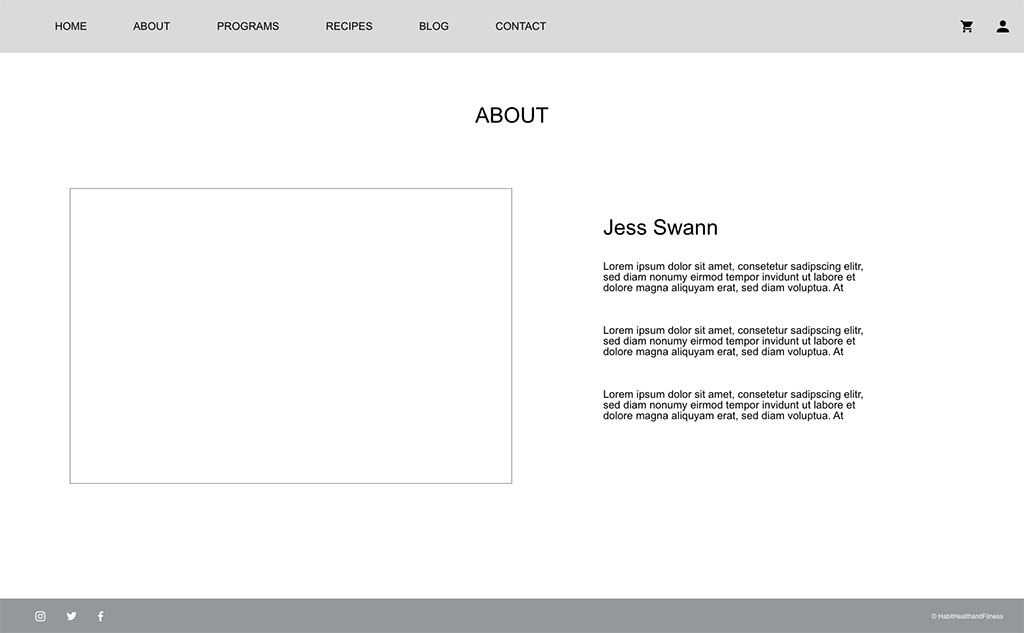 HOME ABOUT PROGRAMS RECIPES BLOG CONTACT
ABOUT
Jess Swann
Lorem ipsum dolor sit amet, consetetur sadipscing elitr,
sed diam nonumy eirmod tempor invidunt ut labore et
dolore magna aliquyam erat, sed diam voluptua. At
Lorem ipsum dolor sit amet, consetetur sadipscing elitr,
sed diam nonumy eirmod tempor invidunt ut labore et
dolore magna aliquyam erat, sed diam voluptua. At
Lorem ipsum dolor sit amet, consetetur sadipscing elitr,
sed diam nonumy eirmod tempor invidunt ut labore et
dolore magna aliquyam erat, sed diam voluptua. At
© HabitHealthandFitness